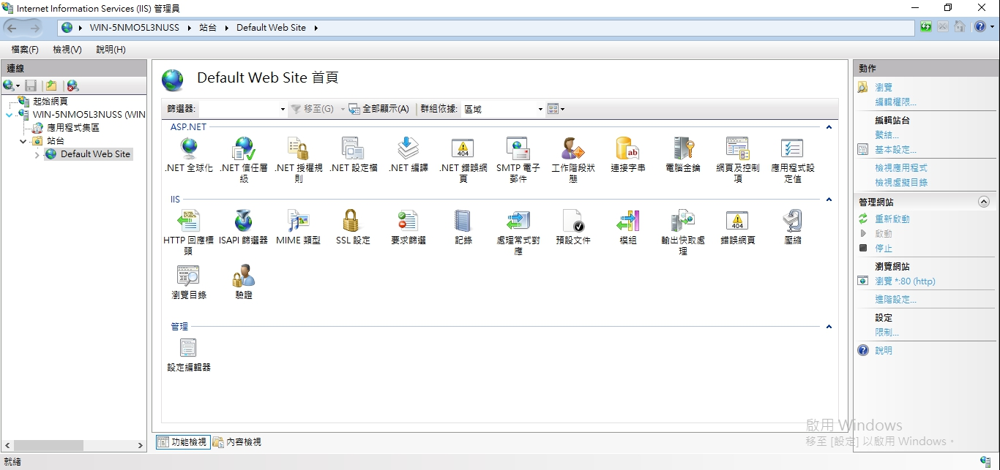 Internet Information Services (IIS) 管理員
WIN-5NMO5L3NUSS 站台 Default Web Site
檔案(F) 檢視(V) 說明(H)
連線
起始網頁
WIN-5NMO5L3NUSS (WIN
應用程式集區
站台
Default Web Site
Default Web Site 首頁
篩選器: 移至(G) 全部顯示(A) 群組依據: 區域
ASP.NET
.NET 全球化
.NET 信任層級
.NET 授權規則
.NET 設定檔
.NET 編譯
.NET 錯誤網頁
SMTP 電子郵件
工作階段狀態
連接字串
電腦金鑰
網頁及控制項
應用程式設定值
IIS
HTTP 回應標頭
ISAPI 篩選器
MIME 類型
SSL 設定
要求篩選
記錄
處理常式對應
預設文件
模組
輸出快取處理
錯誤網頁
壓縮
瀏覽目錄
驗證
管理
設定編輯器
功能檢視 內容檢視
動作
瀏覽
編輯權限...
編輯站台
繫結...
基本設定...
檢視應用程式
檢視虛擬目錄
管理網站
重新啟動
啟動
停止
瀏覽網站
瀏覽 *:80 (http)
進階設定...
設定
限制...
說明
啟用 Windows
移至 [設定] 以啟用 Windows。
就緒